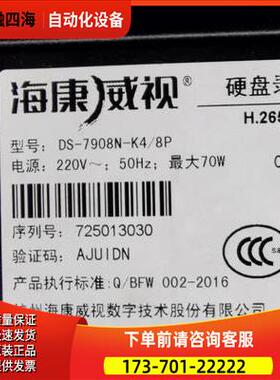 融四海
自动化设备
海康威视®
硬盘录
H.265
型号: DS-7908N-K4/8P
电源: 220V～; 50Hz; 最大70W
序列号: 725013030
验证码: AJUIDN
产品执行标准: Q/BFW 002-2016
杭州海康威视数字技术股份有限公司
下单前请咨询客服
173-701-22222